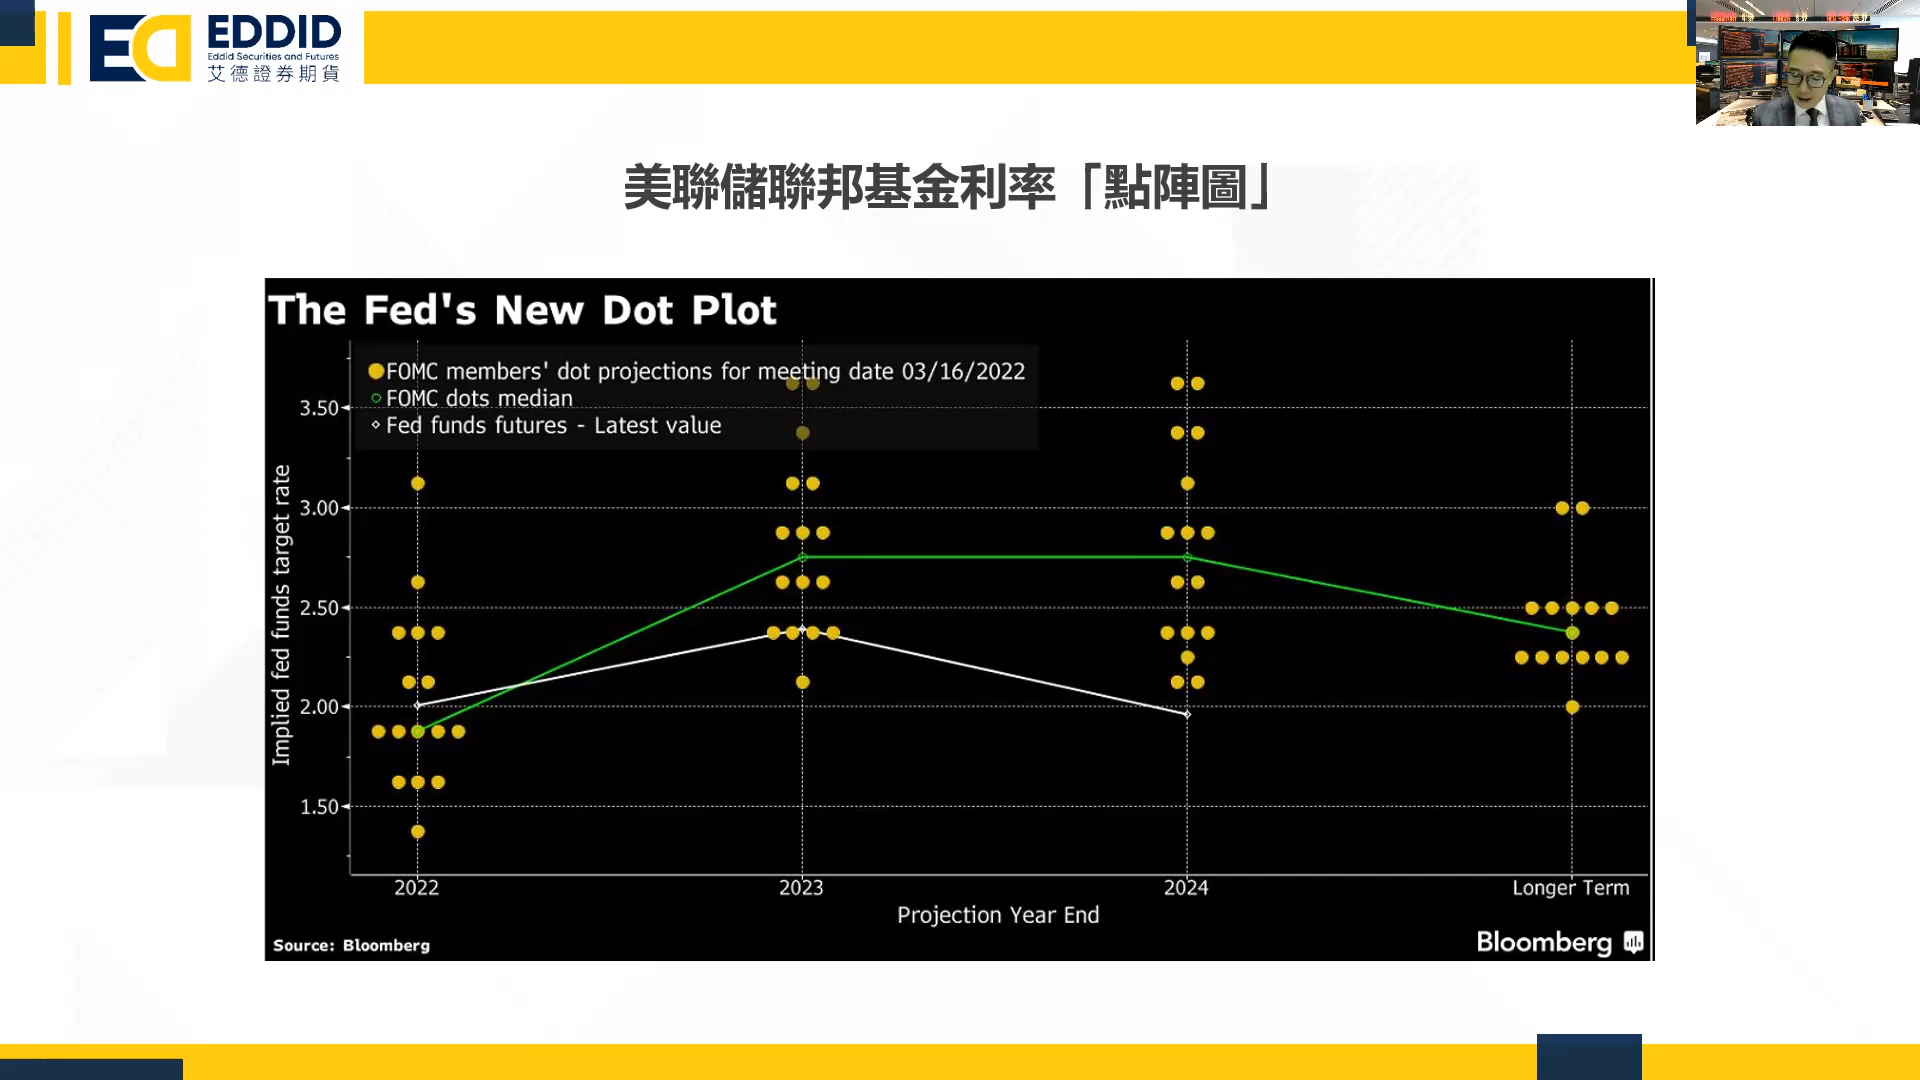 EDDID
Eddid Securities and Futures
艾德證券期貨
美聯儲聯邦基金利率「點陣圖」
The Fed's New Dot Plot
FOMC members' dot projections for meeting date 03/16/2022
FOMC dots median
Fed funds futures - Latest value
Implied fed funds target rate
3.50
3.00
2.50
2.00
1.50
2022
2023
2024
Longer Term
Projection Year End
Source: Bloomberg
Bloomberg